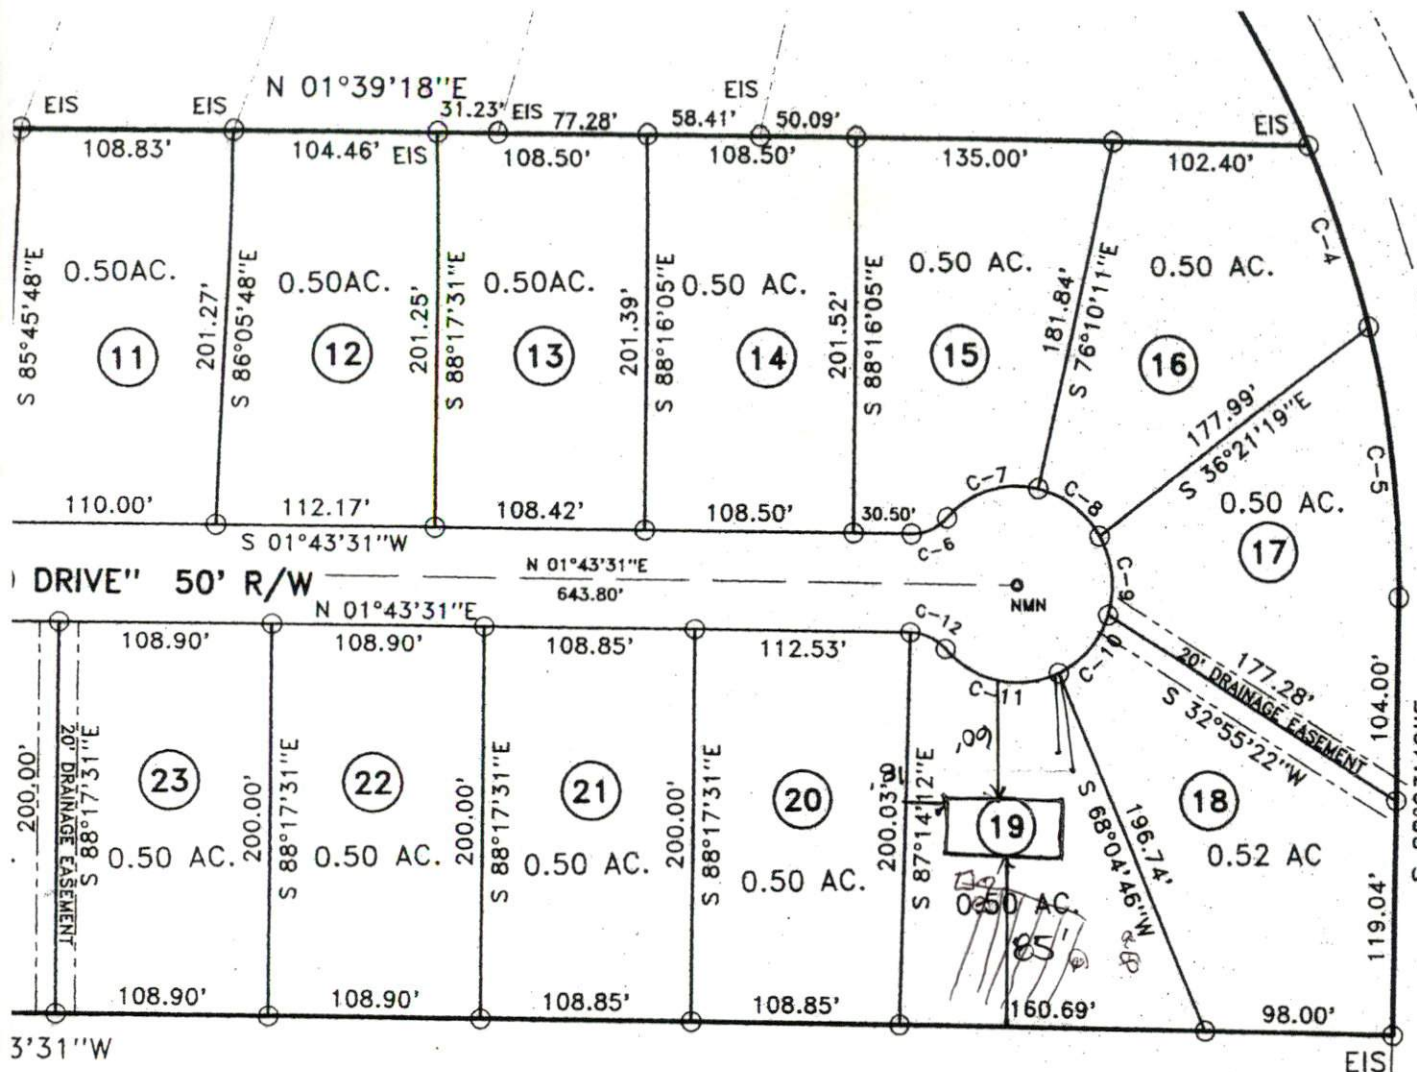 N 01°39'18"E
EIS
EIS
31.23'
EIS
77.28'
58.41'
EIS
50.09'
EIS
108.83'
104.46'
EIS
108.50'
108.50'
135.00'
102.40'
C-4
S 85°45'48"E
0.50AC.
11
201.27'
S 86°05'48"E
0.50AC.
12
201.25'
S 88°17'31"E
0.50AC.
13
201.39'
S 88°16'05"E
0.50 AC.
14
201.52'
S 88°16'05"E
0.50 AC.
15
181.84'
S 76°10'11"E
0.50 AC.
16
177.99'
S 36°21'19"E
C-5
0.50 AC.
17
110.00'
112.17'
108.42'
108.50'
30.50'
C-6
C-7
C-8
C-9
S 01°43'31"W
N 01°43'31"E
643.80'
NMN
DRIVE" 50' R/W
N 01°43'31"E
108.90'
108.90'
108.85'
112.53'
C-12
C-11
C-10
177.28'
20' DRAINAGE EASEMENT
S 32°55'22"W
104.00'
200.00'
20' DRAINAGE EASEMENT
S 88°17'31"E
23
0.50 AC.
200.00'
S 88°17'31"E
22
0.50 AC.
200.00'
S 88°17'31"E
21
0.50 AC.
200.00'
S 88°17'31"E
20
0.50 AC.
200.03'
S 87°14'12"E
60'
18
19
0.50 AC.
85'
196.74'
S 68°04'46"W
18
0.52 AC
119.04'
108.90'
108.90'
108.85'
108.85'
160.69'
98.00'
3'31"W
EIS